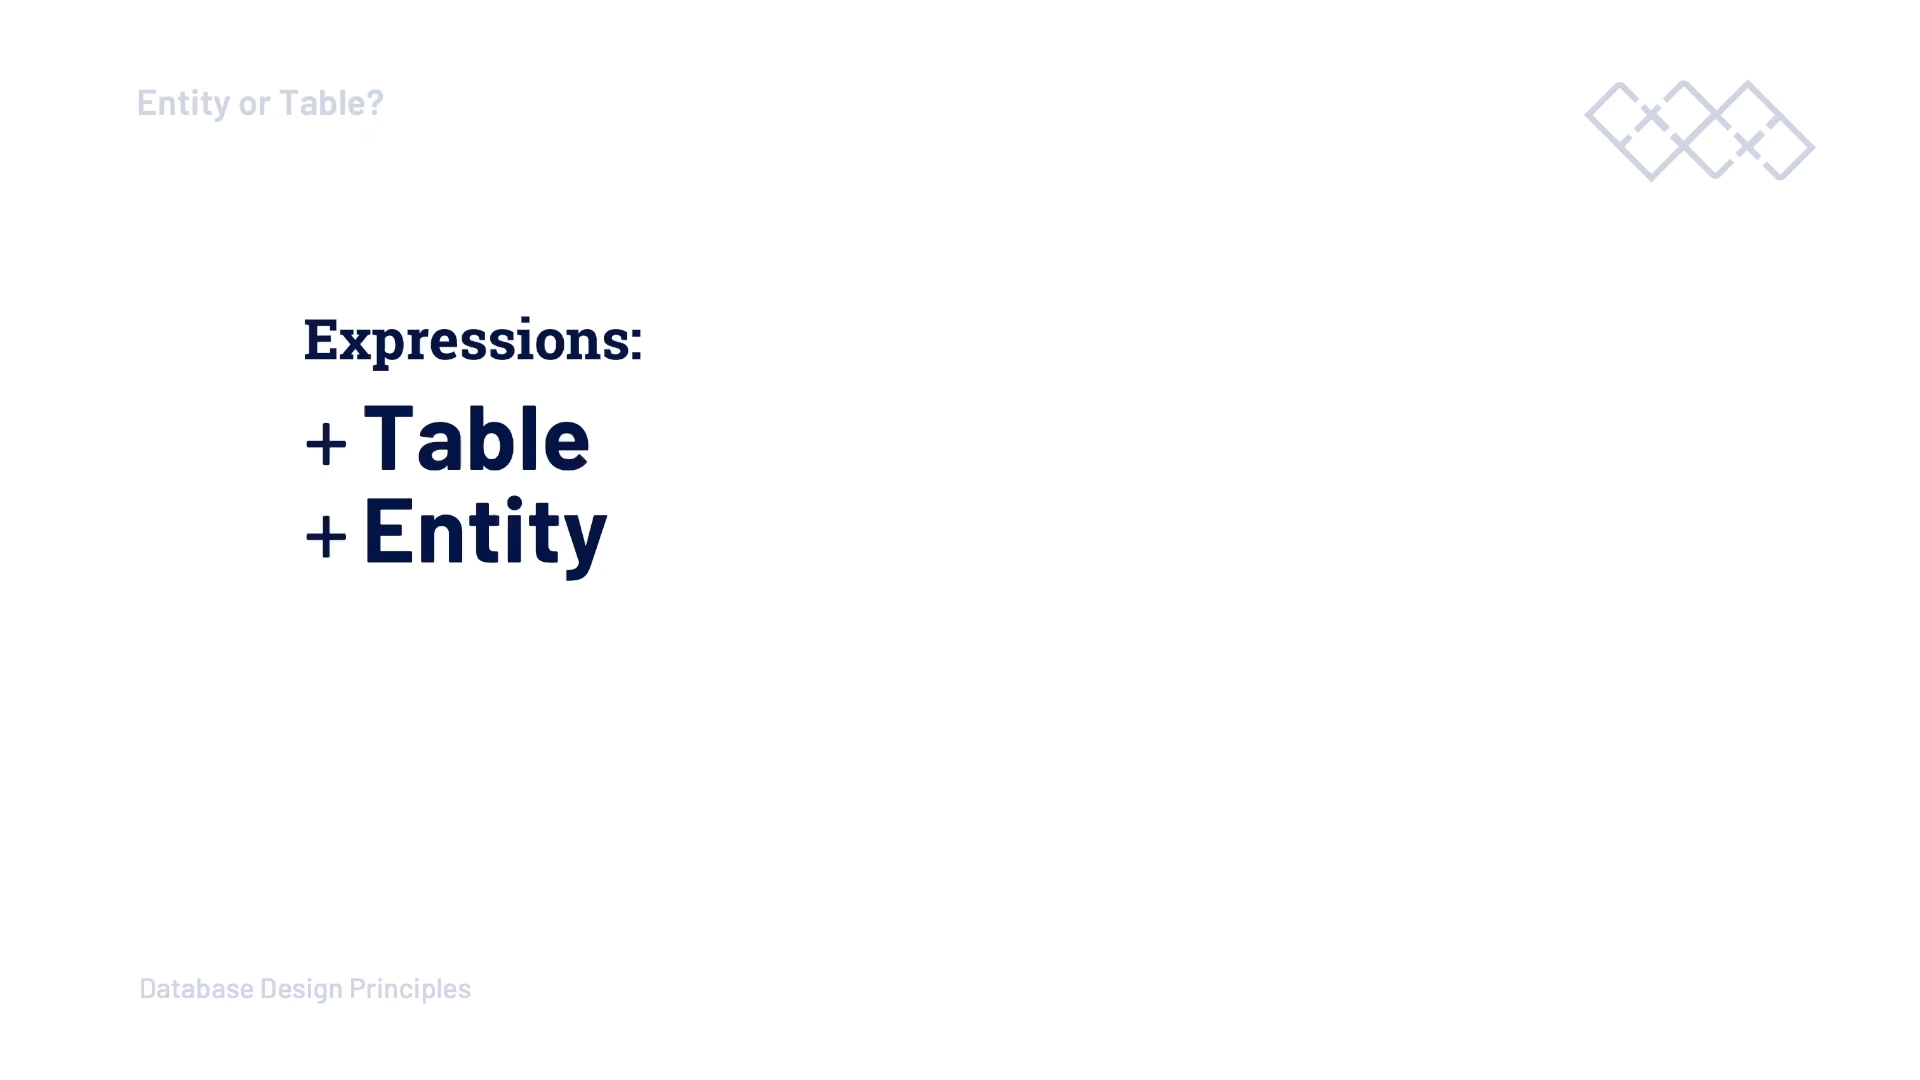 Entity or Table?
Expressions:
+ Table
+ Entity
Database Design Principles